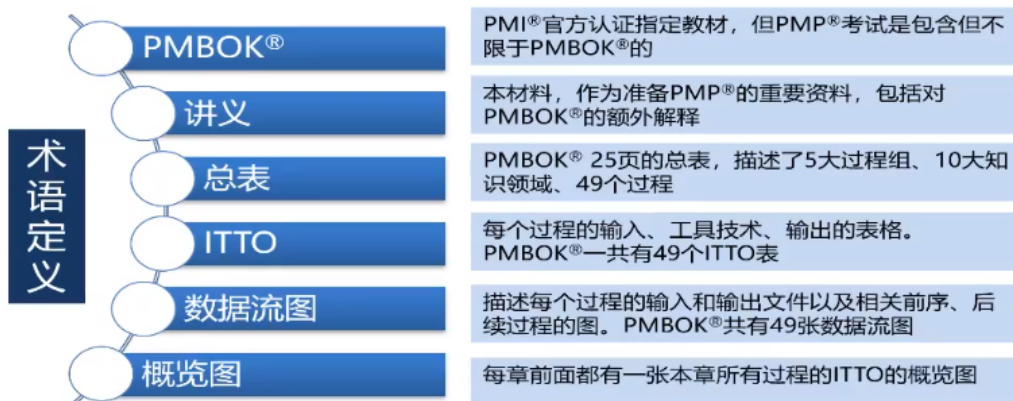 术语定义
PMBOK®
PMI®官方认证指定教材，但PMP®考试是包含但不
限于PMBOK®的
讲义
本材料，作为准备PMP®的重要资料，包括对
PMBOK®的额外解释
总表
PMBOK® 25页的总表，描述了5大过程组、10大知
识领域、49个过程
ITTO
每个过程的输入、工具技术、输出的表格。
PMBOK®一共有49个ITTO表
数据流图
描述每个过程的输入和输出文件以及相关前序、后
续过程的图。PMBOK®共有49张数据流图
概览图
每章前面都有一张本章所有过程的ITTO的概览图